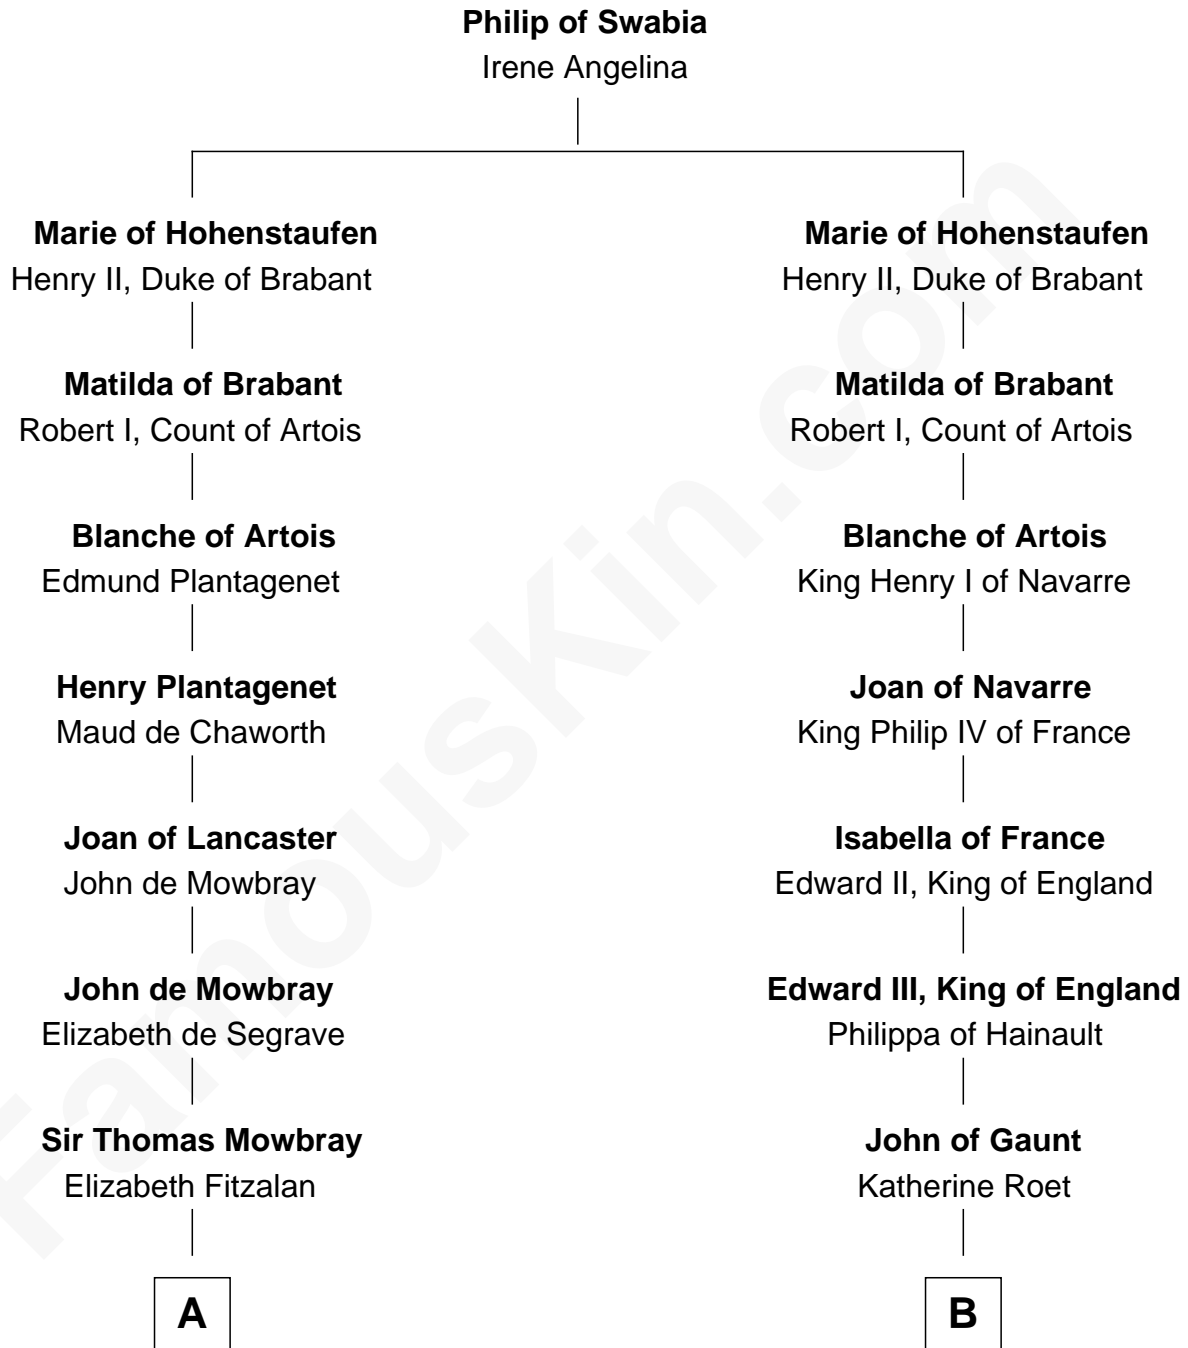 Philip of Swabia
Irene Angelina
Marie of Hohenstaufen
Henry II, Duke of Brabant
Matilda of Brabant
Robert I, Count of Artois
Blanche of Artois
Edmund Plantagenet
Henry Plantagenet
Maud de Chaworth
Joan of Lancaster
John de Mowbray
John de Mowbray
Elizabeth de Segrave
Sir Thomas Mowbray
Elizabeth Fitzalan
A
Marie of Hohenstaufen
Henry II, Duke of Brabant
Matilda of Brabant
Robert I, Count of Artois
Blanche of Artois
King Henry I of Navarre
Joan of Navarre
King Philip IV of France
Isabella of France
Edward II, King of England
Edward III, King of England
Philippa of Hainault
John of Gaunt
Katherine Roet
B
FamousKin.com